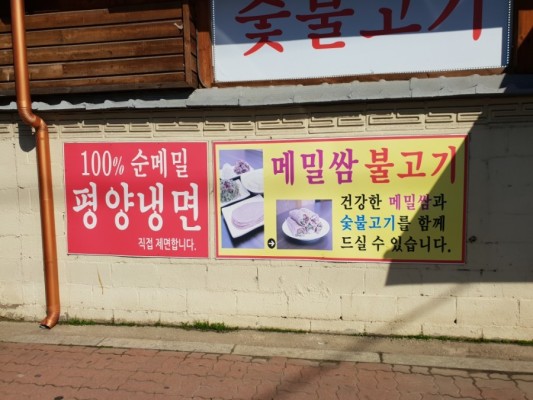 숯불고기
100% 순메밀
평양냉면
직접 제면합니다.
메밀쌈 불고기
건강한 메밀쌈과
숯불고기를 함께
드실 수 있습니다.